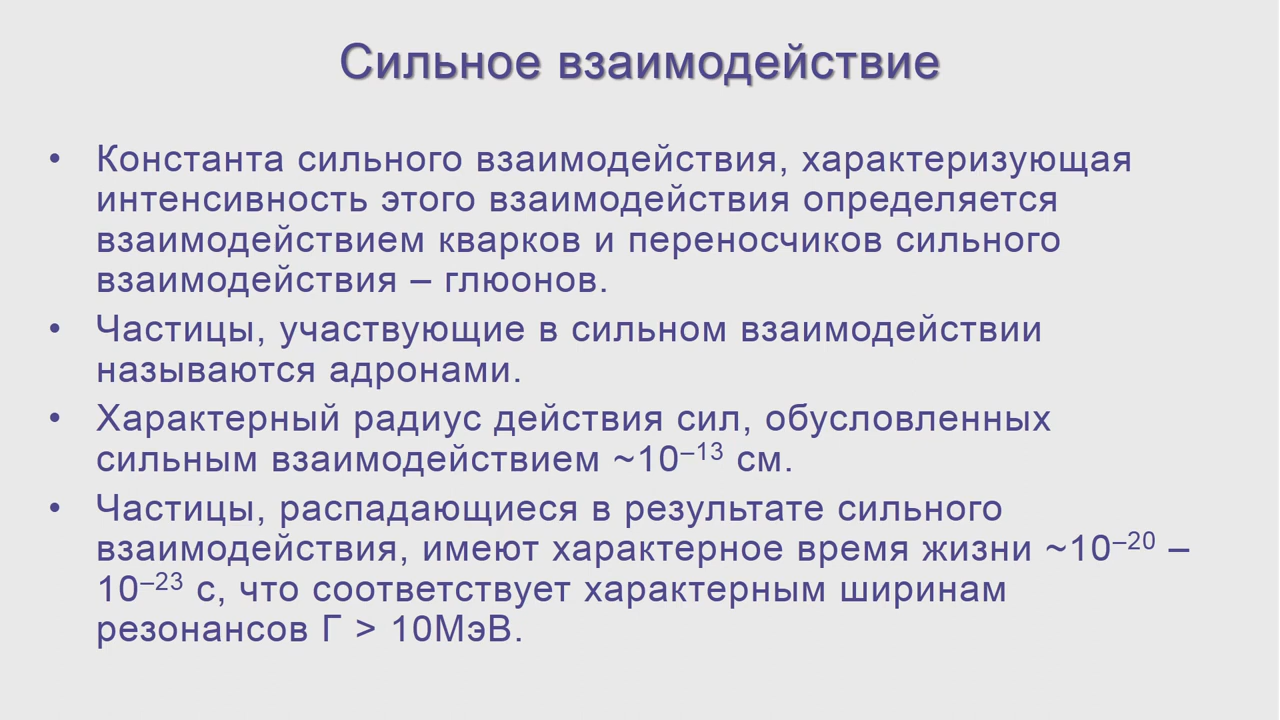 Сильное взаимодействие
• Константа сильного взаимодействия, характеризующая
интенсивность этого взаимодействия определяется
взаимодействием кварков и переносчиков сильного
взаимодействия – глюонов.
• Частицы, участвующие в сильном взаимодействии
называются адронами.
• Характерный радиус действия сил, обусловленных
сильным взаимодействием ~10⁻¹³ см.
• Частицы, распадающиеся в результате сильного
взаимодействия, имеют характерное время жизни ~10⁻²⁰ –
10⁻²³ с, что соответствует характерным ширинам
резонансов Г > 10МэВ.